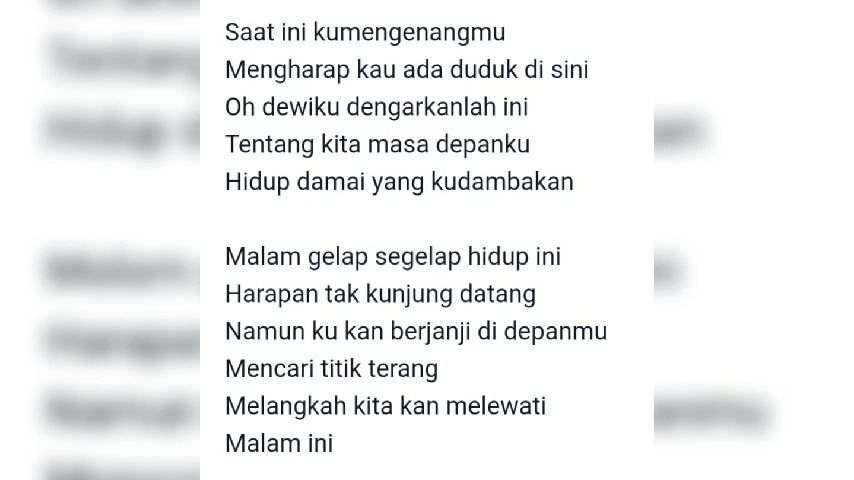 Saat ini kumengenangmu
Mengharap kau ada duduk di sini
Oh dewiku dengarkanlah ini
Tentang kita masa depanku
Hidup damai yang kudambakan
Malam gelap segelap hidup ini
Harapan tak kunjung datang
Namun ku kan berjanji di depanmu
Mencari titik terang
Melangkah kita kan melewati
Malam ini